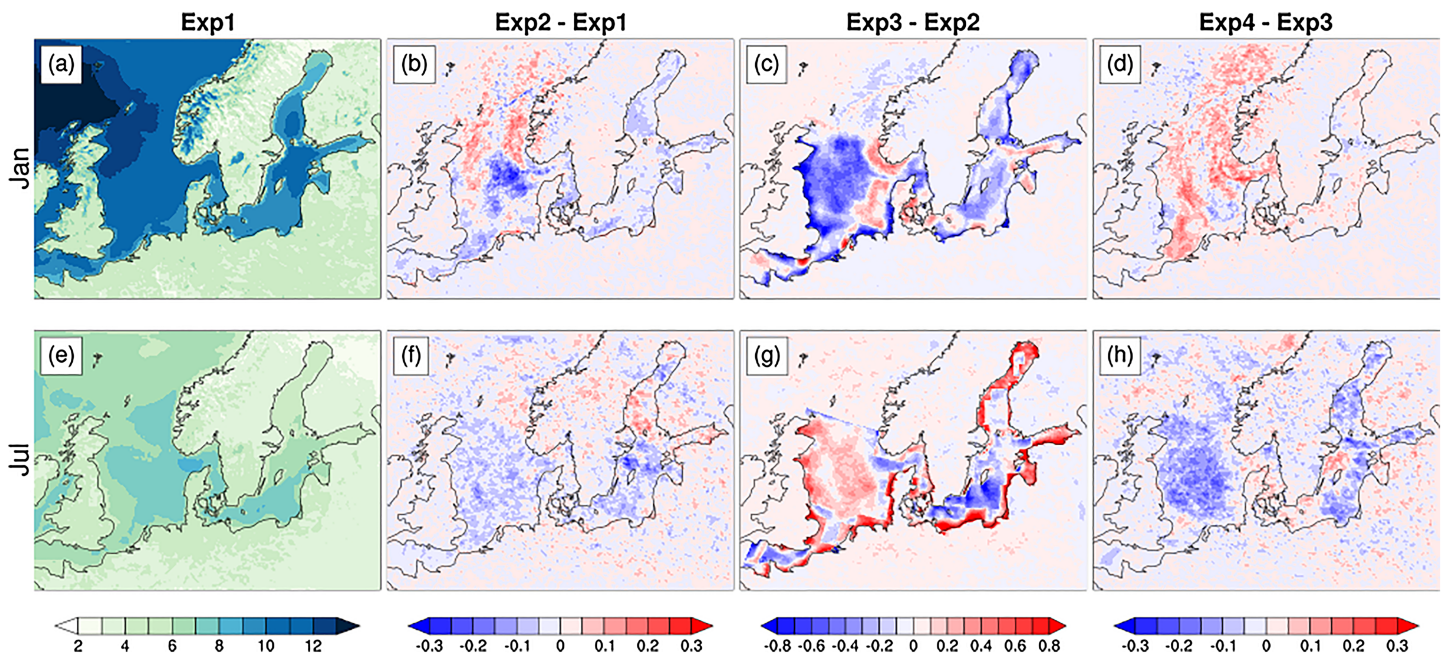 Exp1 Exp2 - Exp1 Exp3 - Exp2 Exp4 - Exp3
Jan (a) (b) (c) (d)
Jul (e) (f) (g) (h)
2 4 6 8 10 12 -0.3 -0.2 -0.1 0 0.1 0.2 0.3 -0.8 -0.6 -0.4 -0.2 0 0.2 0.4 0.6 0.8 -0.3 -0.2 -0.1 0 0.1 0.2 0.3